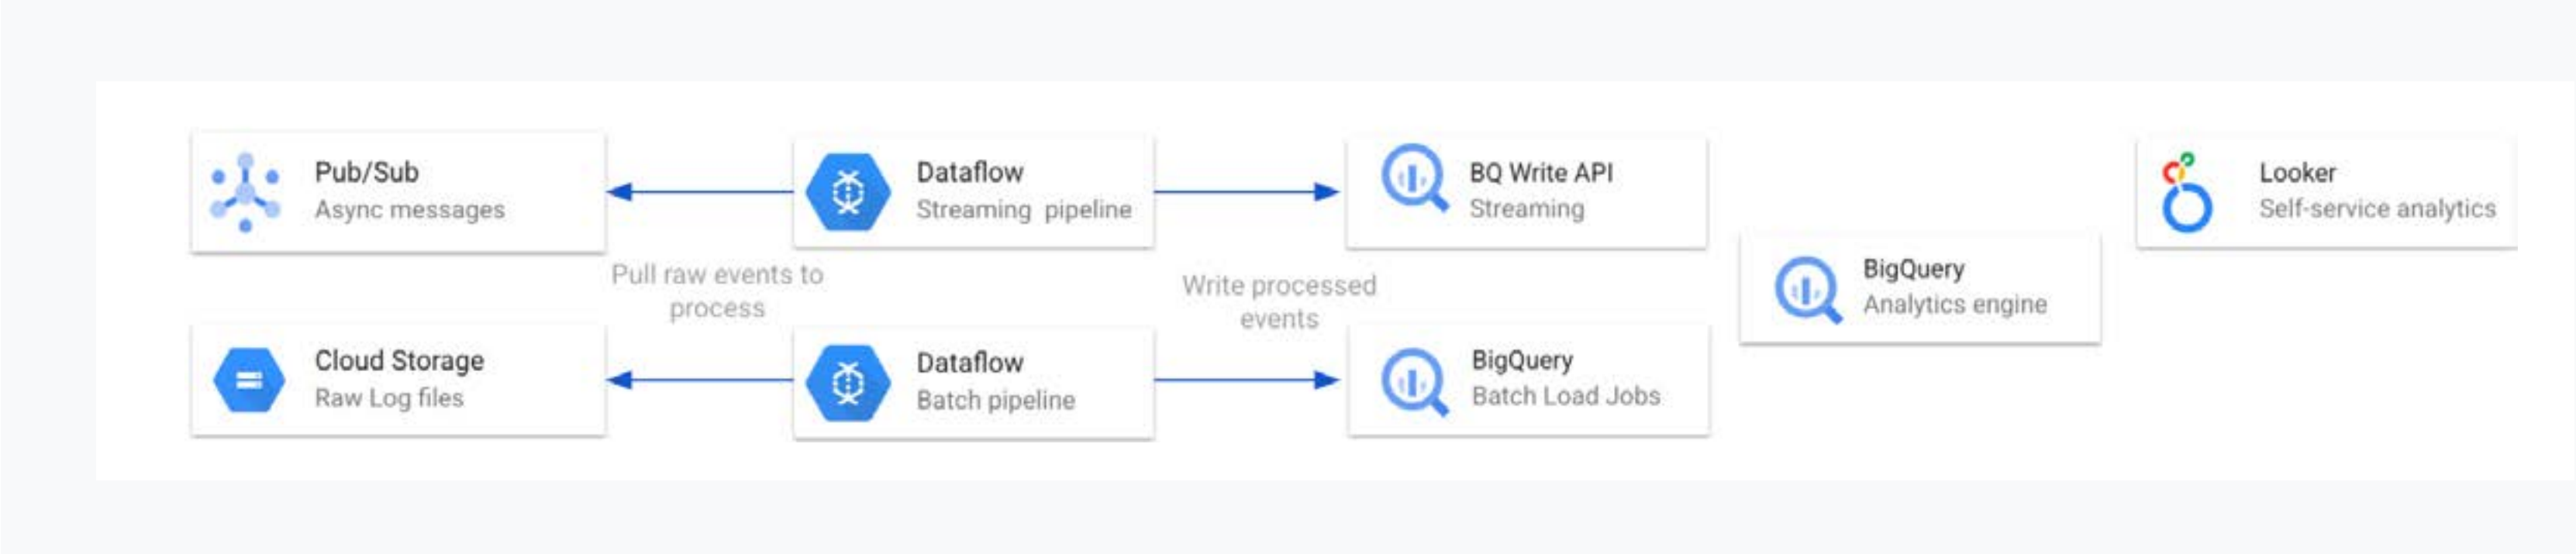 Pub/Sub
Async messages
Dataflow
Streaming pipeline
BQ Write API
Streaming
Looker
Self-service analytics
Pull raw events to
process
Write processed
events
BigQuery
Analytics engine
Cloud Storage
Raw Log files
Dataflow
Batch pipeline
BigQuery
Batch Load Jobs